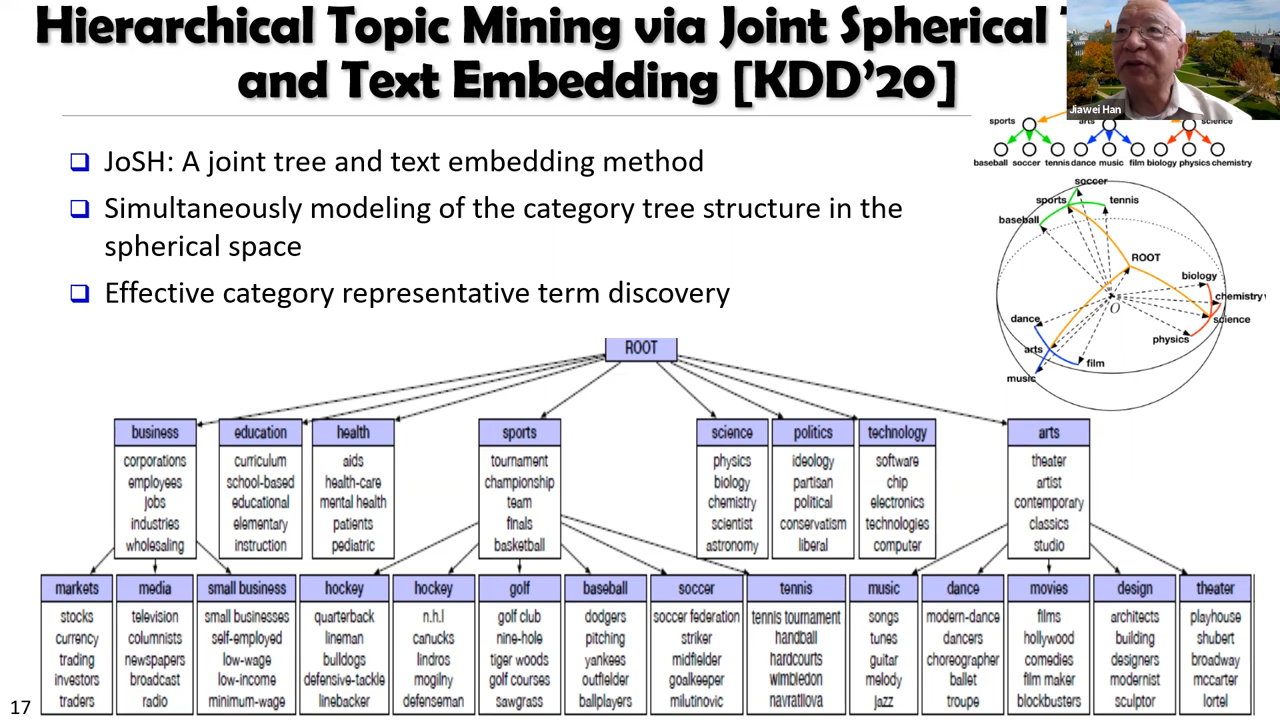 Hierarchical Topic Mining via Joint Spherical
and Text Embedding [KDD’20]
Jiawei Han
JoSH: A joint tree and text embedding method
Simultaneously modeling of the category tree structure in the
spherical space
Effective category representative term discovery
sports arts science
baseball soccer tennis dance music film biology physics chemistry
soccer
sports tennis
baseball
ROOT
biology
chemistry
O
dance science
physics
arts
film
music
ROOT
business education health sports science politics technology arts
corporations curriculum aids tournament physics ideology software theater
employees school-based health-care championship biology partisan chip artist
jobs educational mental health team chemistry political electronics contemporary
industries elementary patients finals scientist conservatism technologies classics
wholesaling instruction pediatric basketball astronomy liberal computer studio
markets media small business hockey hockey golf baseball soccer tennis music dance movies design theater
stocks television small businesses quarterback n.h.l golf club dodgers soccer federation tennis tournament songs modern-dance films architects playhouse
currency columnists self-employed lineman canucks nine-hole pitching striker handball tunes dancers hollywood building shubert
trading newspapers low-wage bulldogs lindros tiger woods yankees midfielder hardcourts guitar choreographer comedies designers broadway
investors broadcast low-income defensive-tackle mogilny golf courses outfielder goalkeeper wimbledon melody ballet film maker modernist mccarter
traders radio minimum-wage linebacker defenseman sawgrass ballplayers milutinovic navratilova jazz troupe blockbusters sculptor lortel
17